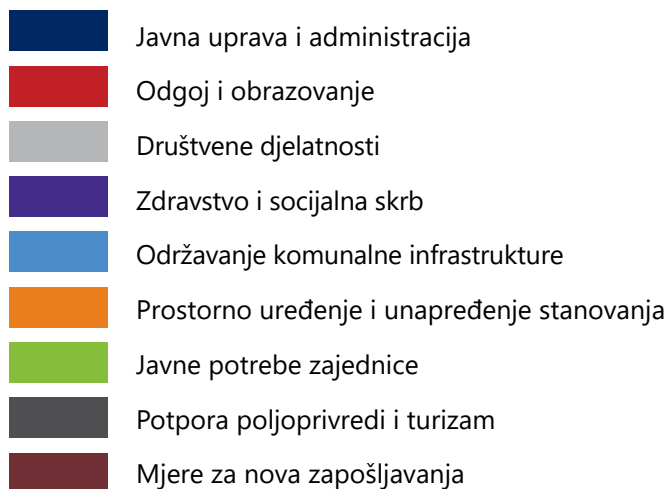 Javna uprava i administracija
Odgoj i obrazovanje
Društvene djelatnosti
Zdravstvo i socijalna skrb
Održavanje komunalne infrastrukture
Prostorno uređenje i unapređenje stanovanja
Javne potrebe zajednice
Potpora poljoprivredi i turizam
Mjere za nova zapošljavanja